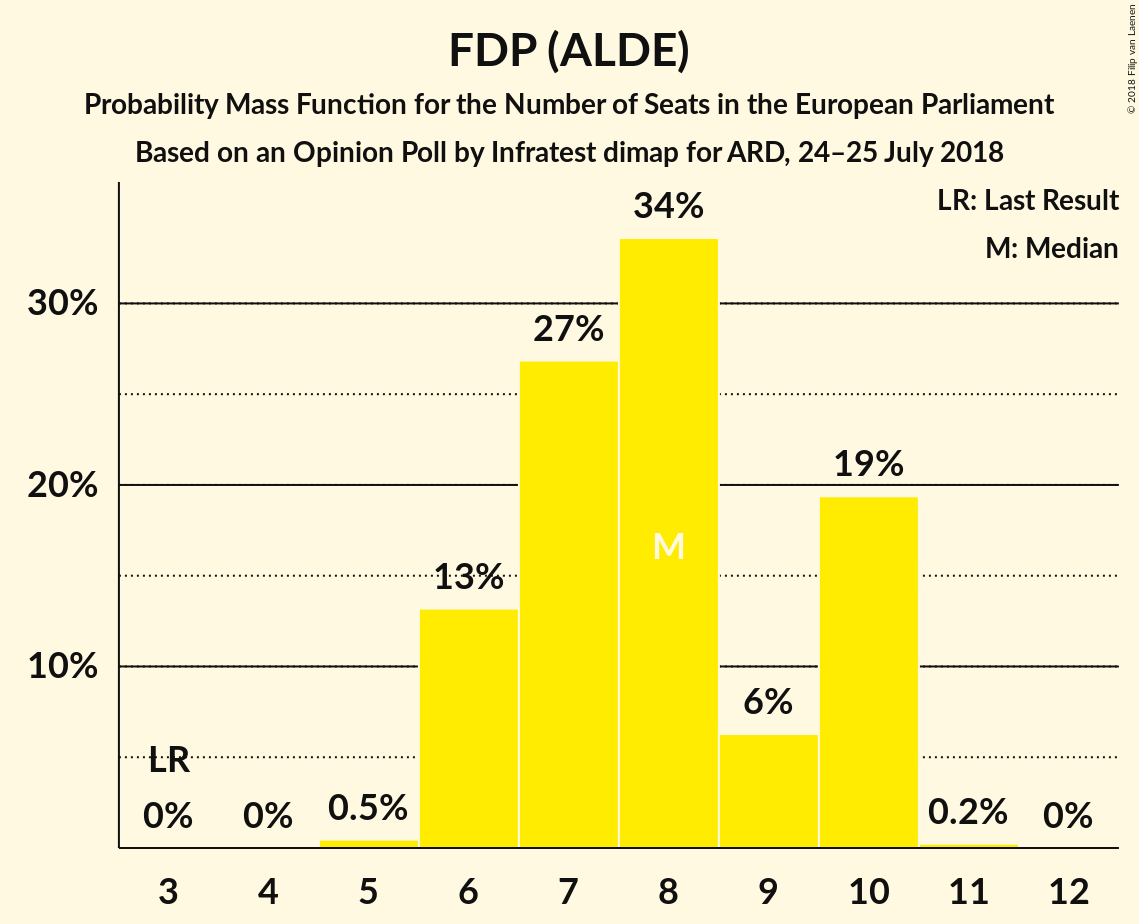 FDP (ALDE)
Probability Mass Function for the Number of Seats in the European Parliament
Based on an Opinion Poll by Infratest dimap for ARD, 24–25 July 2018
© 2018 Filip van Laenen
LR: Last Result
M: Median
34%
30%
27%
20%
19%
M
13%
10%
6%
LR
0%
0%
0.5%
0.2%
0%
3 4 5 6 7 8 9 10 11 12